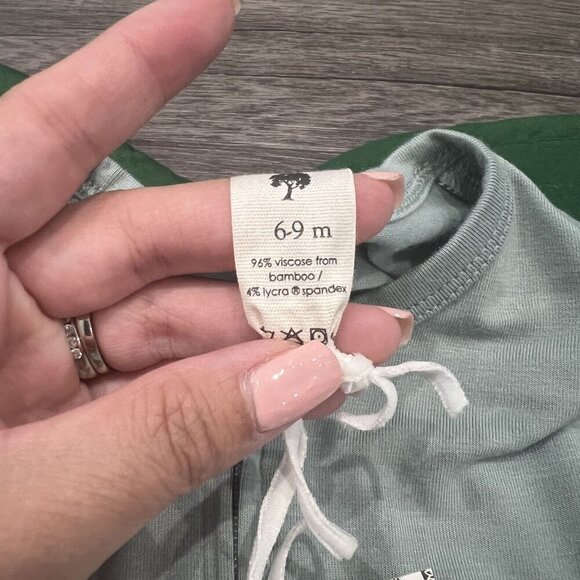 6-9 m
96% viscose from
bamboo /
4% lycra ® spandex